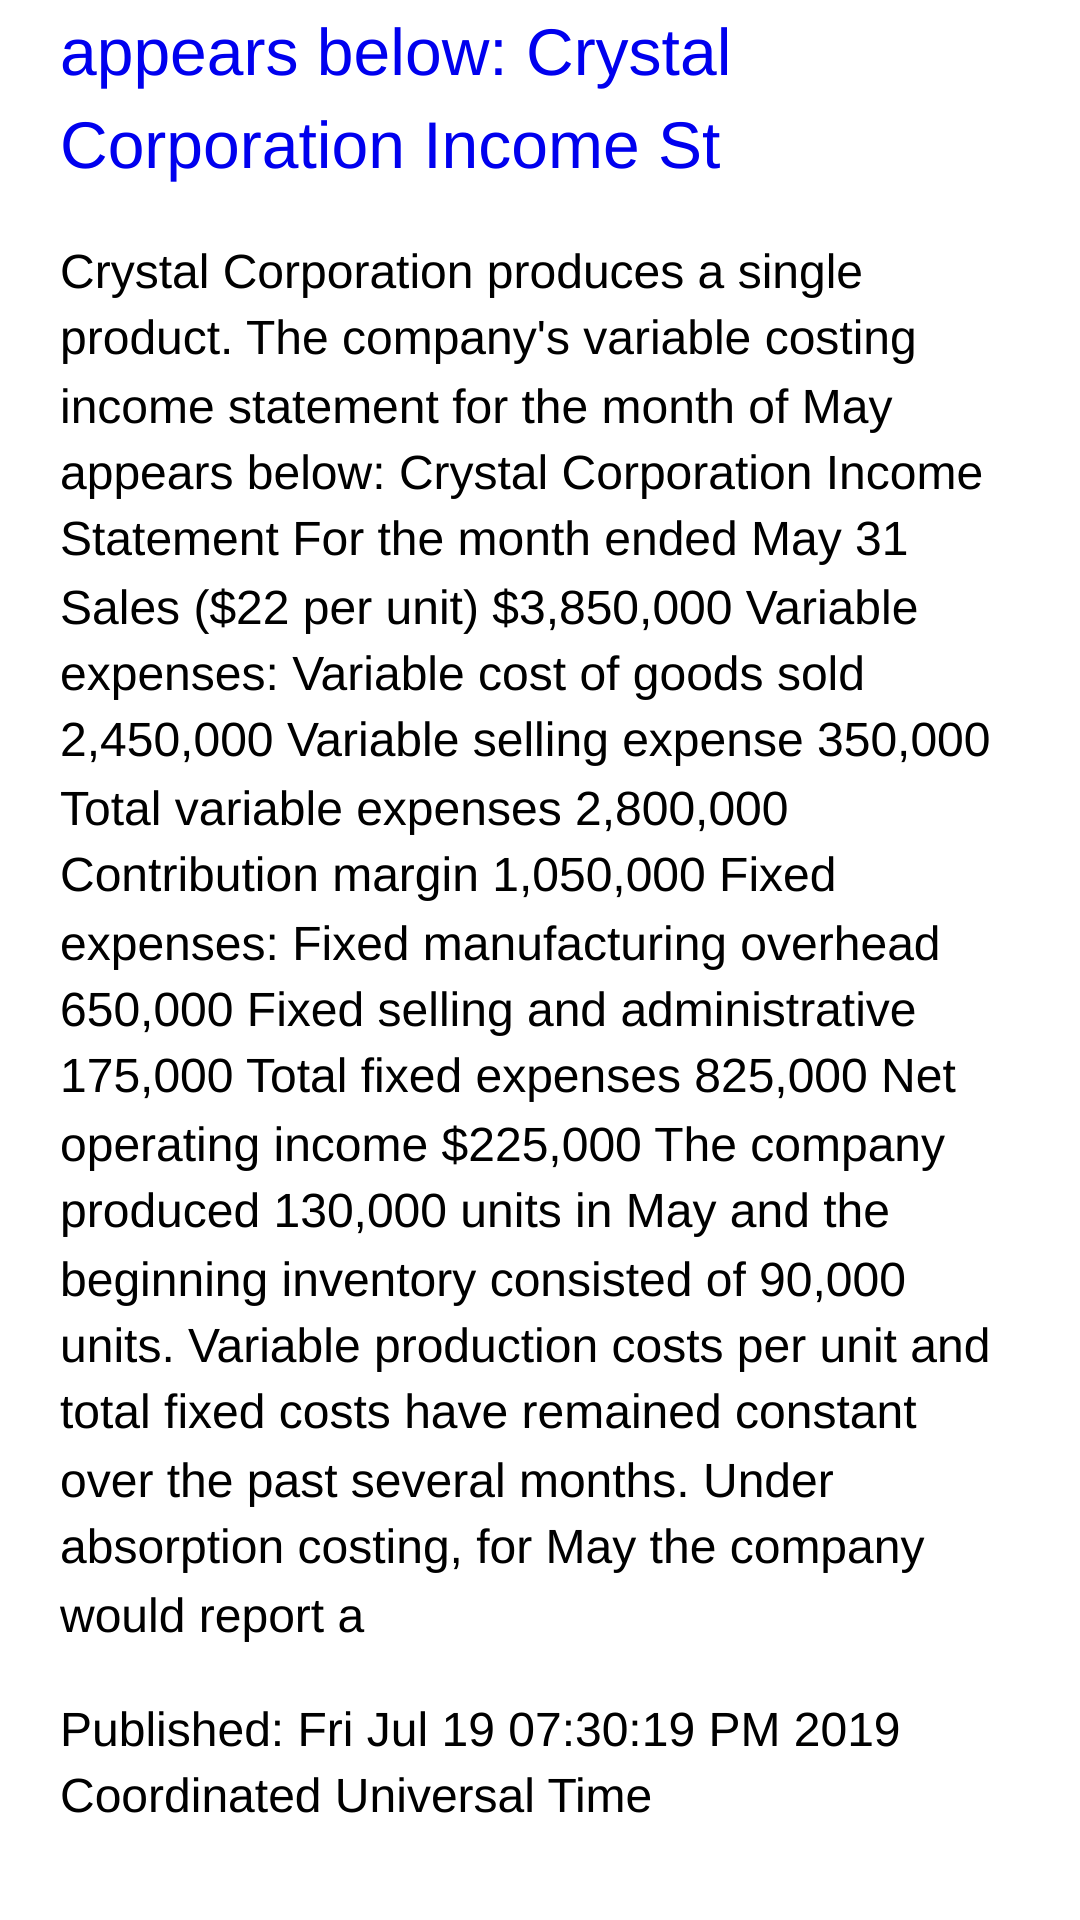 appears below: Crystal
Corporation Income St
Crystal Corporation produces a single
product. The company's variable costing
income statement for the month of May
appears below: Crystal Corporation Income
Statement For the month ended May 31
Sales ($22 per unit) $3,850,000 Variable
expenses: Variable cost of goods sold
2,450,000 Variable selling expense 350,000
Total variable expenses 2,800,000
Contribution margin 1,050,000 Fixed
expenses: Fixed manufacturing overhead
650,000 Fixed selling and administrative
175,000 Total fixed expenses 825,000 Net
operating income $225,000 The company
produced 130,000 units in May and the
beginning inventory consisted of 90,000
units. Variable production costs per unit and
total fixed costs have remained constant
over the past several months. Under
absorption costing, for May the company
would report a
Published: Fri Jul 19 07:30:19 PM 2019
Coordinated Universal Time